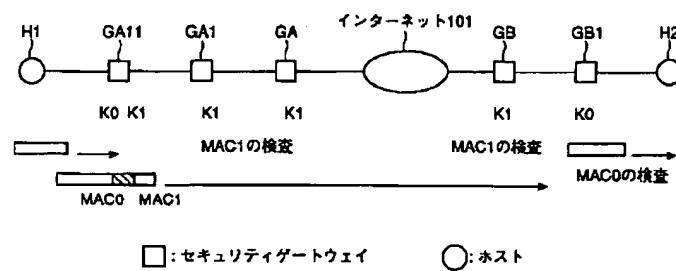 H1 GA11 GA1 GA インターネット101 GB GB1 H2
K0 K1 K1 K1 K1 K0
MAC1の検査 MAC1の検査
MAC0の検査
MAC0 MAC1
:セキュリティゲートウェイ :ホスト